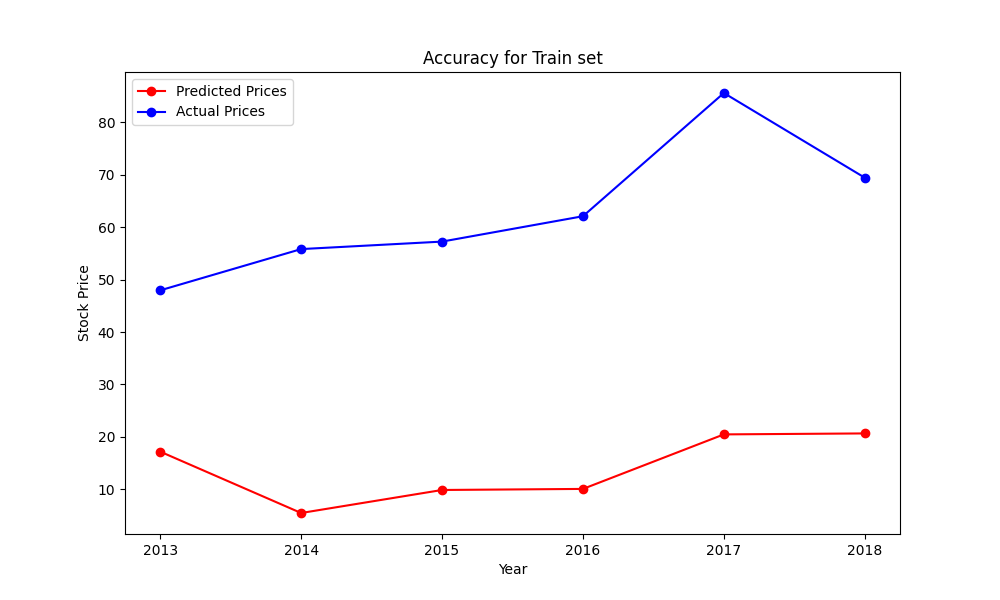 Accuracy for Train set
Predicted Prices
Actual Prices
80
70
60
50
40
30
20
10
Stock Price
2013 2014 2015 2016 2017 2018
Year